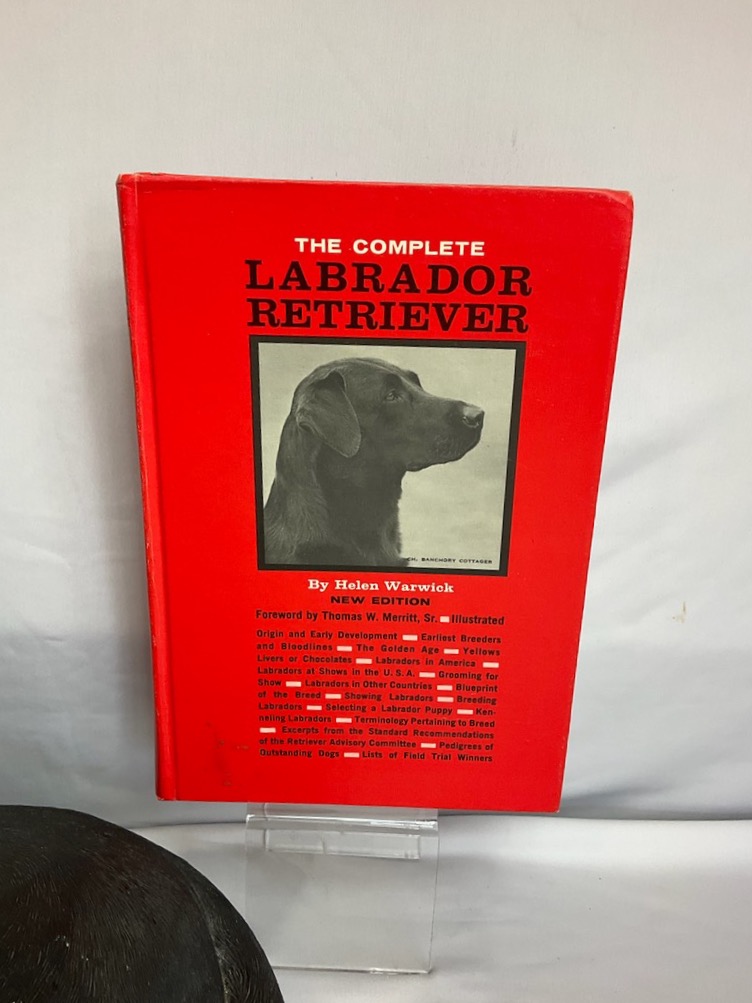 THE COMPLETE
LABRADOR
RETRIEVER
CH. BANCHORY COTTAGER
By Helen Warwick
NEW EDITION
Foreword by Thomas W. Merritt, Sr. Illustrated
Origin and Early Development Earliest Breeders
and Bloodlines The Golden Age Yellows
Livers or Chocolates Labradors in America
Labradors at Shows in the U.S.A. Grooming for
Show Labradors in Other Countries Blueprint
of the Breed Showing Labradors Breeding
Labradors Selecting a Labrador Puppy Ken-
neling Labradors Terminology Pertaining to Breed
Excerpts from the Standard Recommendations
of the Retriever Advisory Committee Pedigrees of
Outstanding Dogs Lists of Field Trial Winners